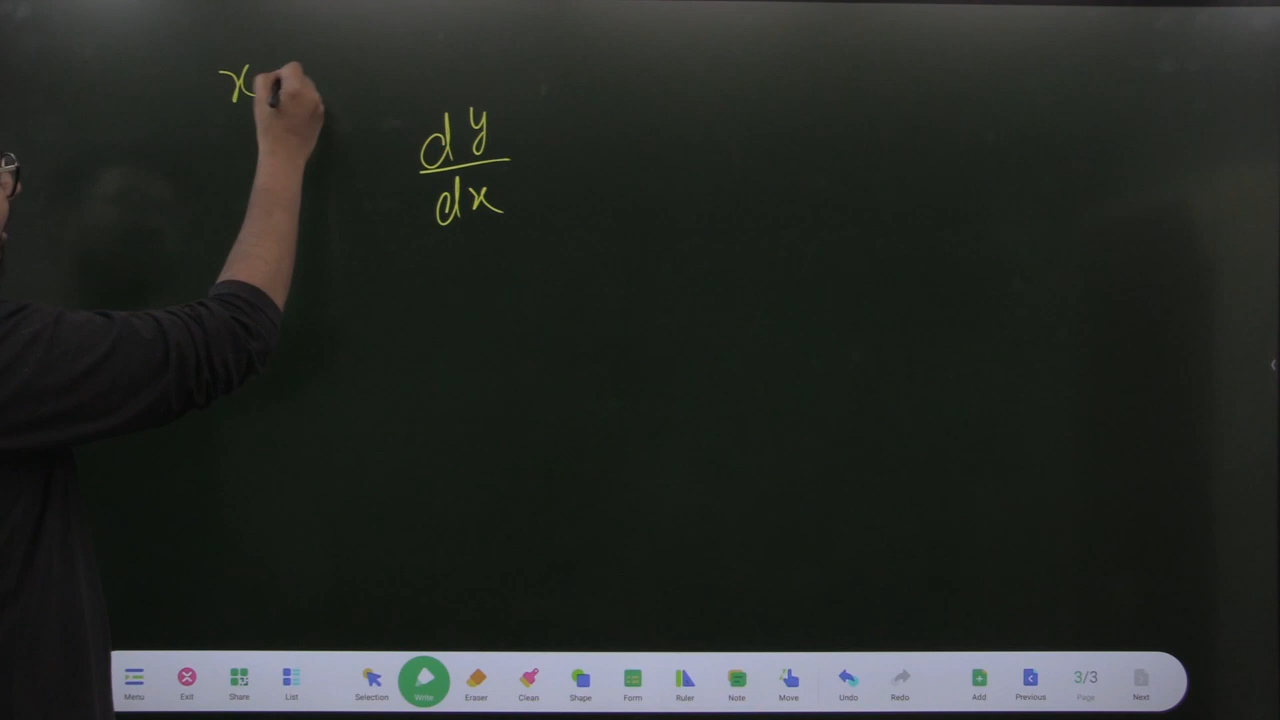 x
dy
dx
Menu Exit Share List Selection Write Eraser Clean Shape Form Ruler Note Move Undo Redo Add Previous 3/3 Page Next